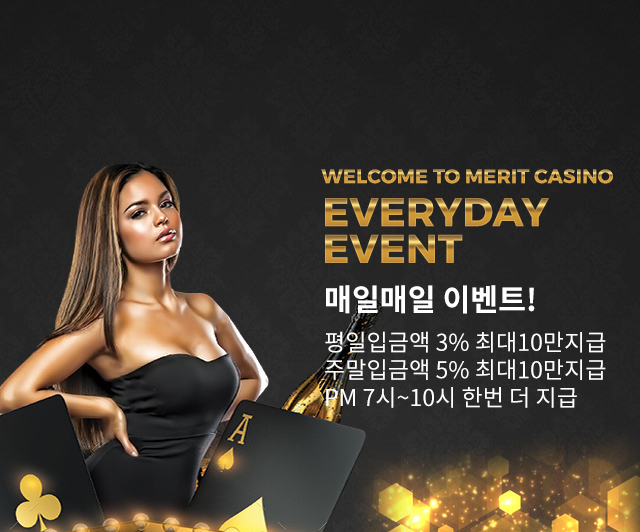 WELCOME TO MERIT CASINO
EVERYDAY
EVENT
매일매일 이벤트!
평일입금액 3% 최대10만지급
주말입금액 5% 최대10만지급
PM 7시~10시 한번 더 지급
A